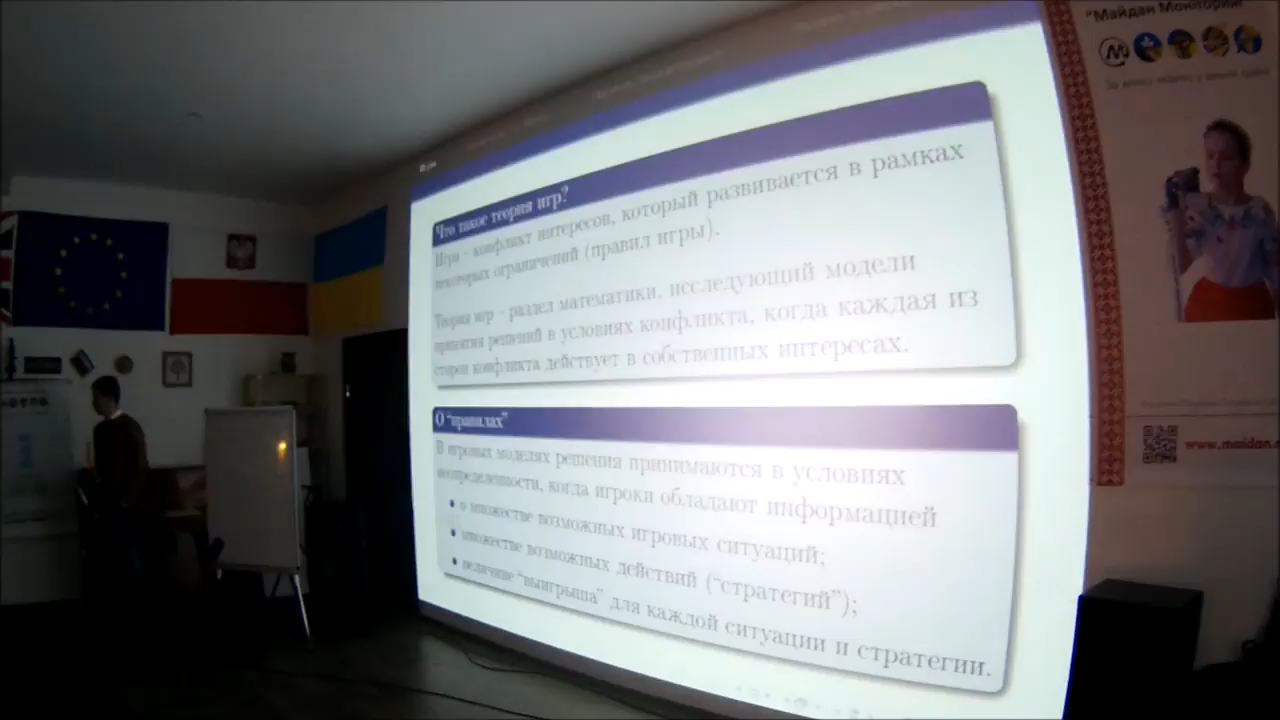 "Майдан Моніторинг
www.maidan.
Что такое теория игр?
Игра - конфликт интересов, который развивается в рамках
некоторых ограничений (правил игры).
Теория игр - раздел математики, исследующий модели
принятия решений в условиях конфликта, когда каждая из
сторон конфликта действует в собственных интересах.
О "правилах"
В игровых моделях решения принимаются в условиях
неопределенности, когда игроки обладают информацией
• о множестве возможных игровых ситуаций;
• множестве возможных действий ("стратегий");
• величине "выигрыша" для каждой ситуации и стратегии.